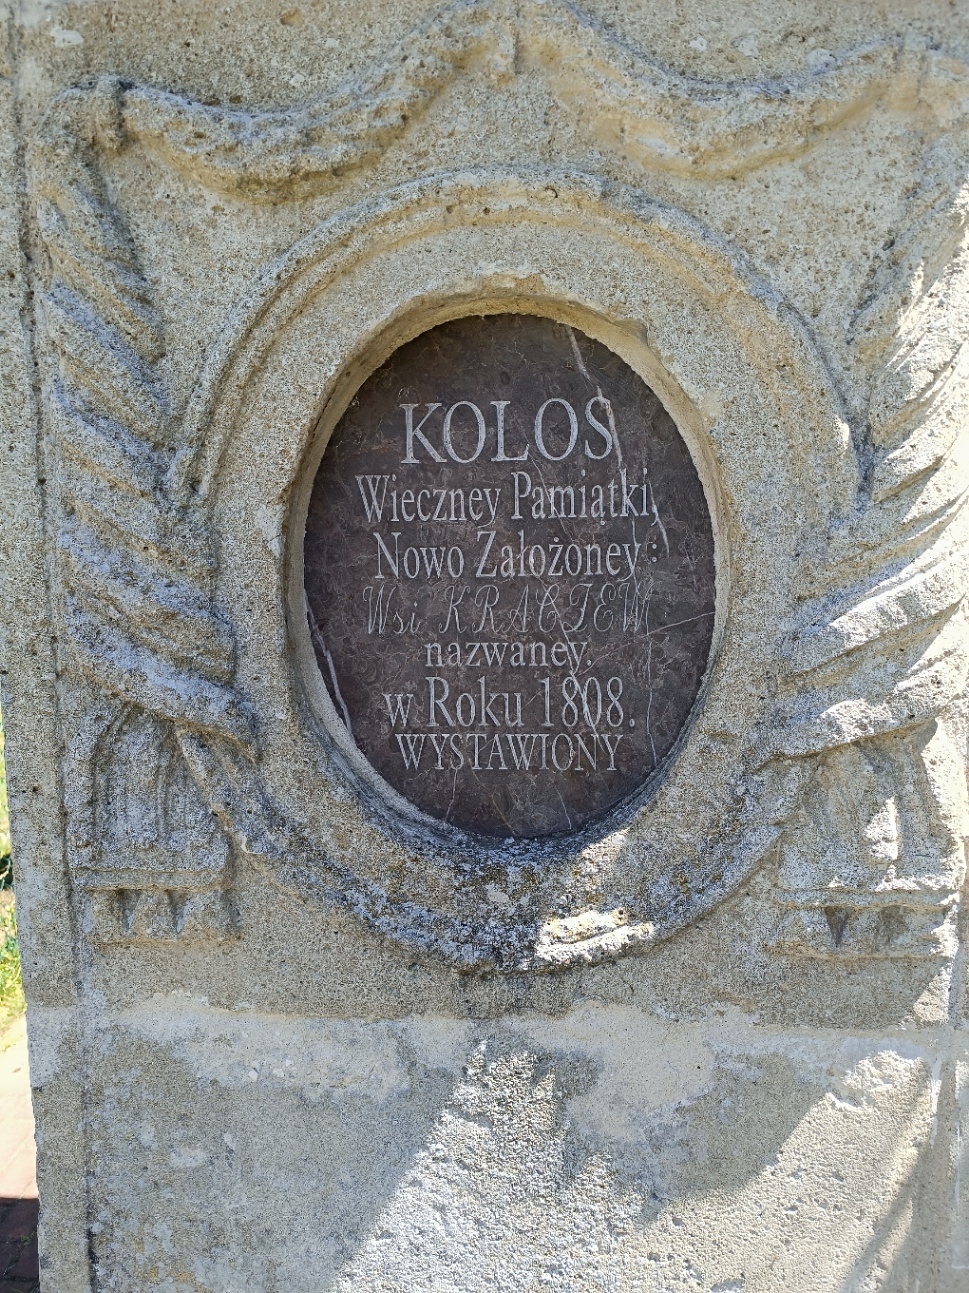 KOLOS
Wieczney Pamiątki,
Nowo Założoney :
Wsi KRACIEW
nazwaney.
w Roku 1808.
WYSTAWIONY